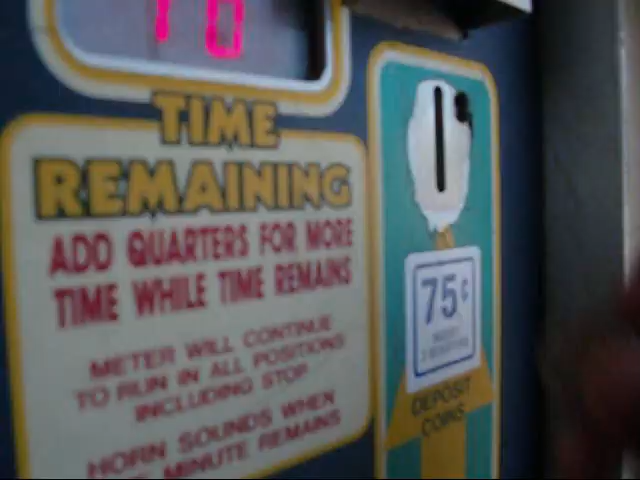 TIME
REMAINING
ADD QUARTERS FOR MORE
TIME WHILE TIME REMAINS
METER WILL CONTINUE
TO RUN IN ALL POSITIONS
INCLUDING STOP
HORN SOUNDS WHEN
MINUTE REMAINS
75¢
DEPOSIT
COINS